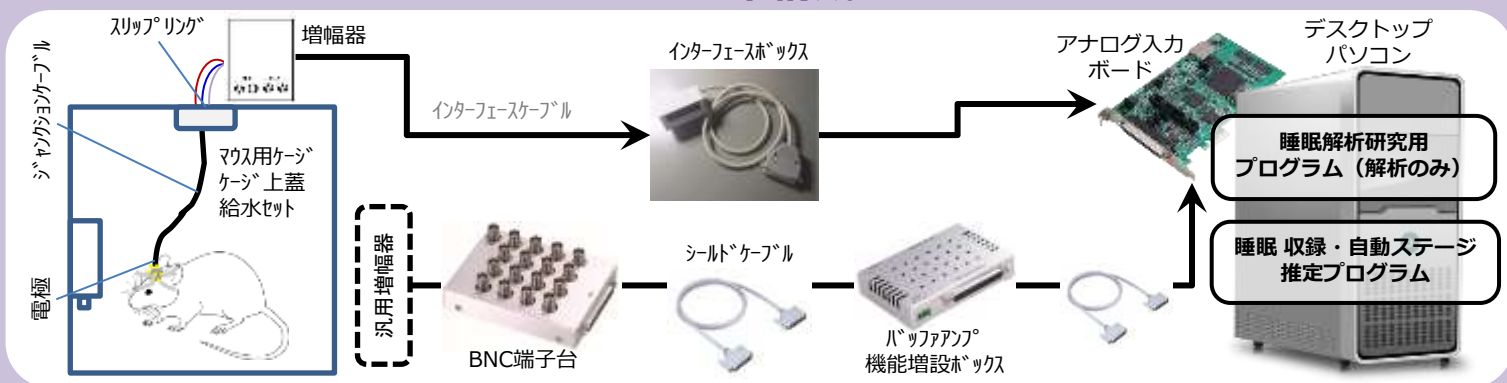 スリップリング
増幅器
ジャンクションケーブル
インターフェースケーブル
インターフェースボックス
アナログ入力
ボード
デスクトップ
パソコン
マウス用ケージ
ケージ上蓋
給水セット
電極
汎用増幅器
BNC端子台
シールドケーブル
バッファアンプ
機能増設ボックス
睡眠解析研究用
プログラム（解析のみ）
睡眠 収録・自動ステージ
推定プログラム